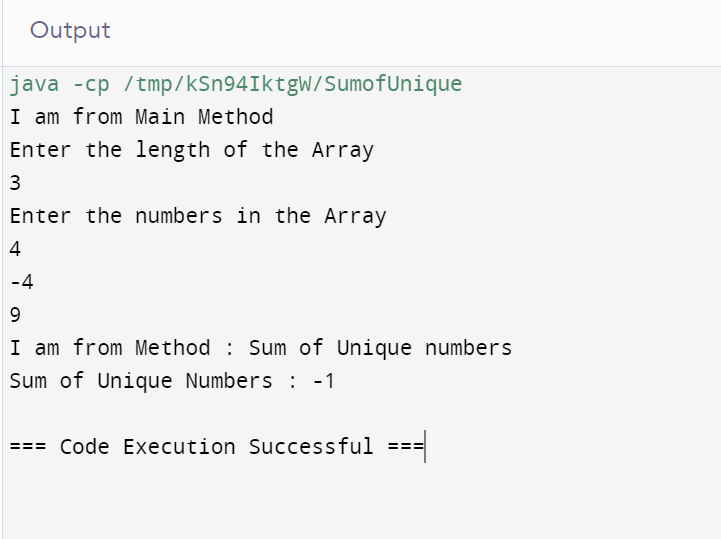 Output
java -cp /tmp/kSn94IktgW/SumofUnique
I am from Main Method
Enter the length of the Array
3
Enter the numbers in the Array
4
-4
9
I am from Method : Sum of Unique numbers
Sum of Unique Numbers : -1
=== Code Execution Successful ===